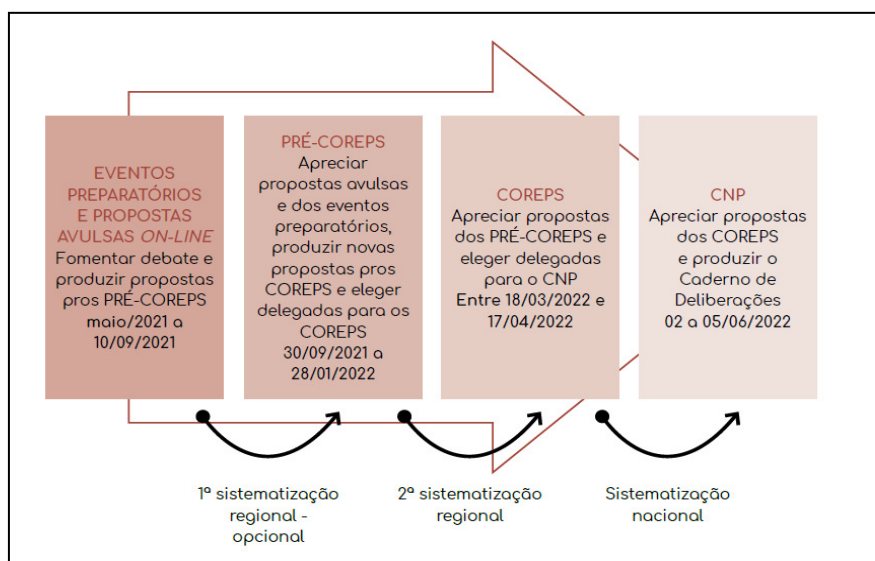 EVENTOS
PREPARATÓRIOS
E PROPOSTAS
AVULSAS ON-LINE
Fomentar debate e
produzir propostas
pros PRÉ-COREPS
maio/2021 a
10/09/2021
PRÉ-COREPS
Apreciar
propostas avulsas
e dos eventos
preparatórios,
produzir novas
propostas pros
COREPS e eleger
delegadas para os
COREPS
30/09/2021 a
28/01/2022
COREPS
Apreciar propostas
dos PRÉ-COREPS e
eleger delegadas
para o CNP
Entre 18/03/2022 e
17/04/2022
CNP
Apreciar propostas
dos COREPS
e produzir o
Caderno de
Deliberações
02 a 05/06/2022
1ª sistematização
regional -
opcional
2ª sistematização
regional
Sistematização
nacional